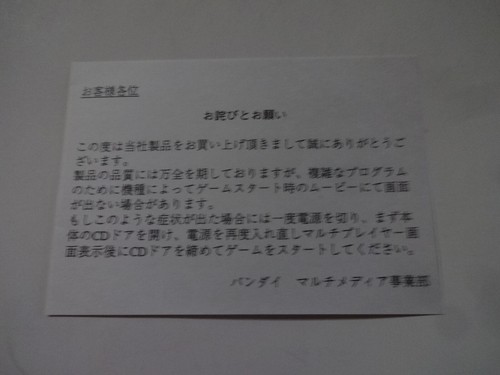 お客様各位
お詫びとお願い
この度は当社製品をお買い上げ頂きまして誠にありがとうご
ざいます。
製品の品質には万全を期しておりますが、複雑なプログラム
のために機種によってゲームスタート時のムービーにて画面
が出ない場合があります。
もしこのような症状が出た場合には一度電源を切り、まず本
体のCDドアを開け、電源を再度入れ直しマルチプレイヤー画
面表示後にCDドアを締めてゲームをスタートしてください。
バンダイ　マルチメディア事業部